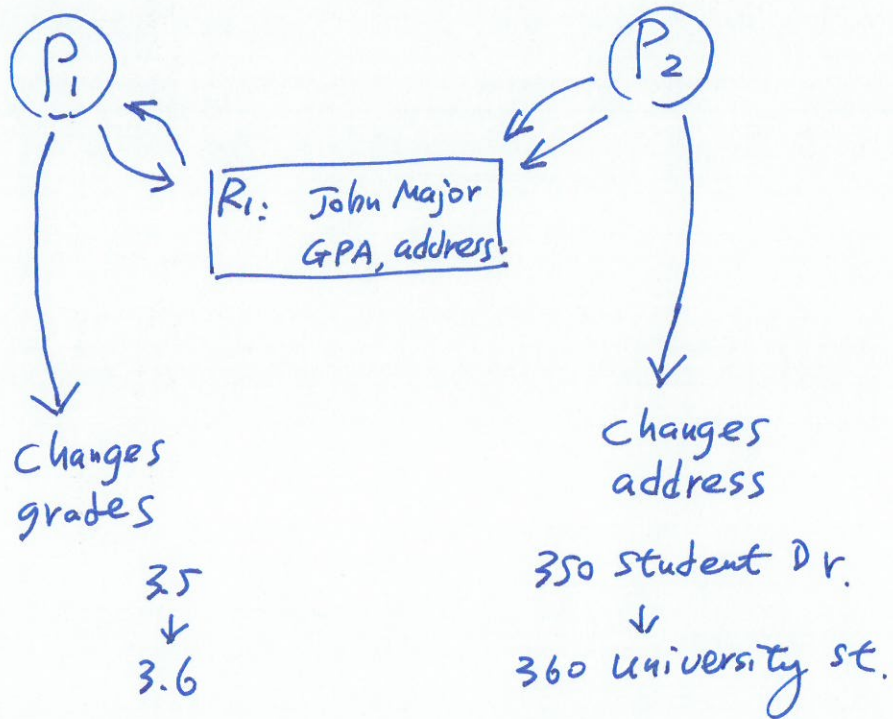 P1
P2
R1: John Major
GPA, address.
Changes
grades
3.5
3.6
Changes
address
350 Student Dr.
360 University St.